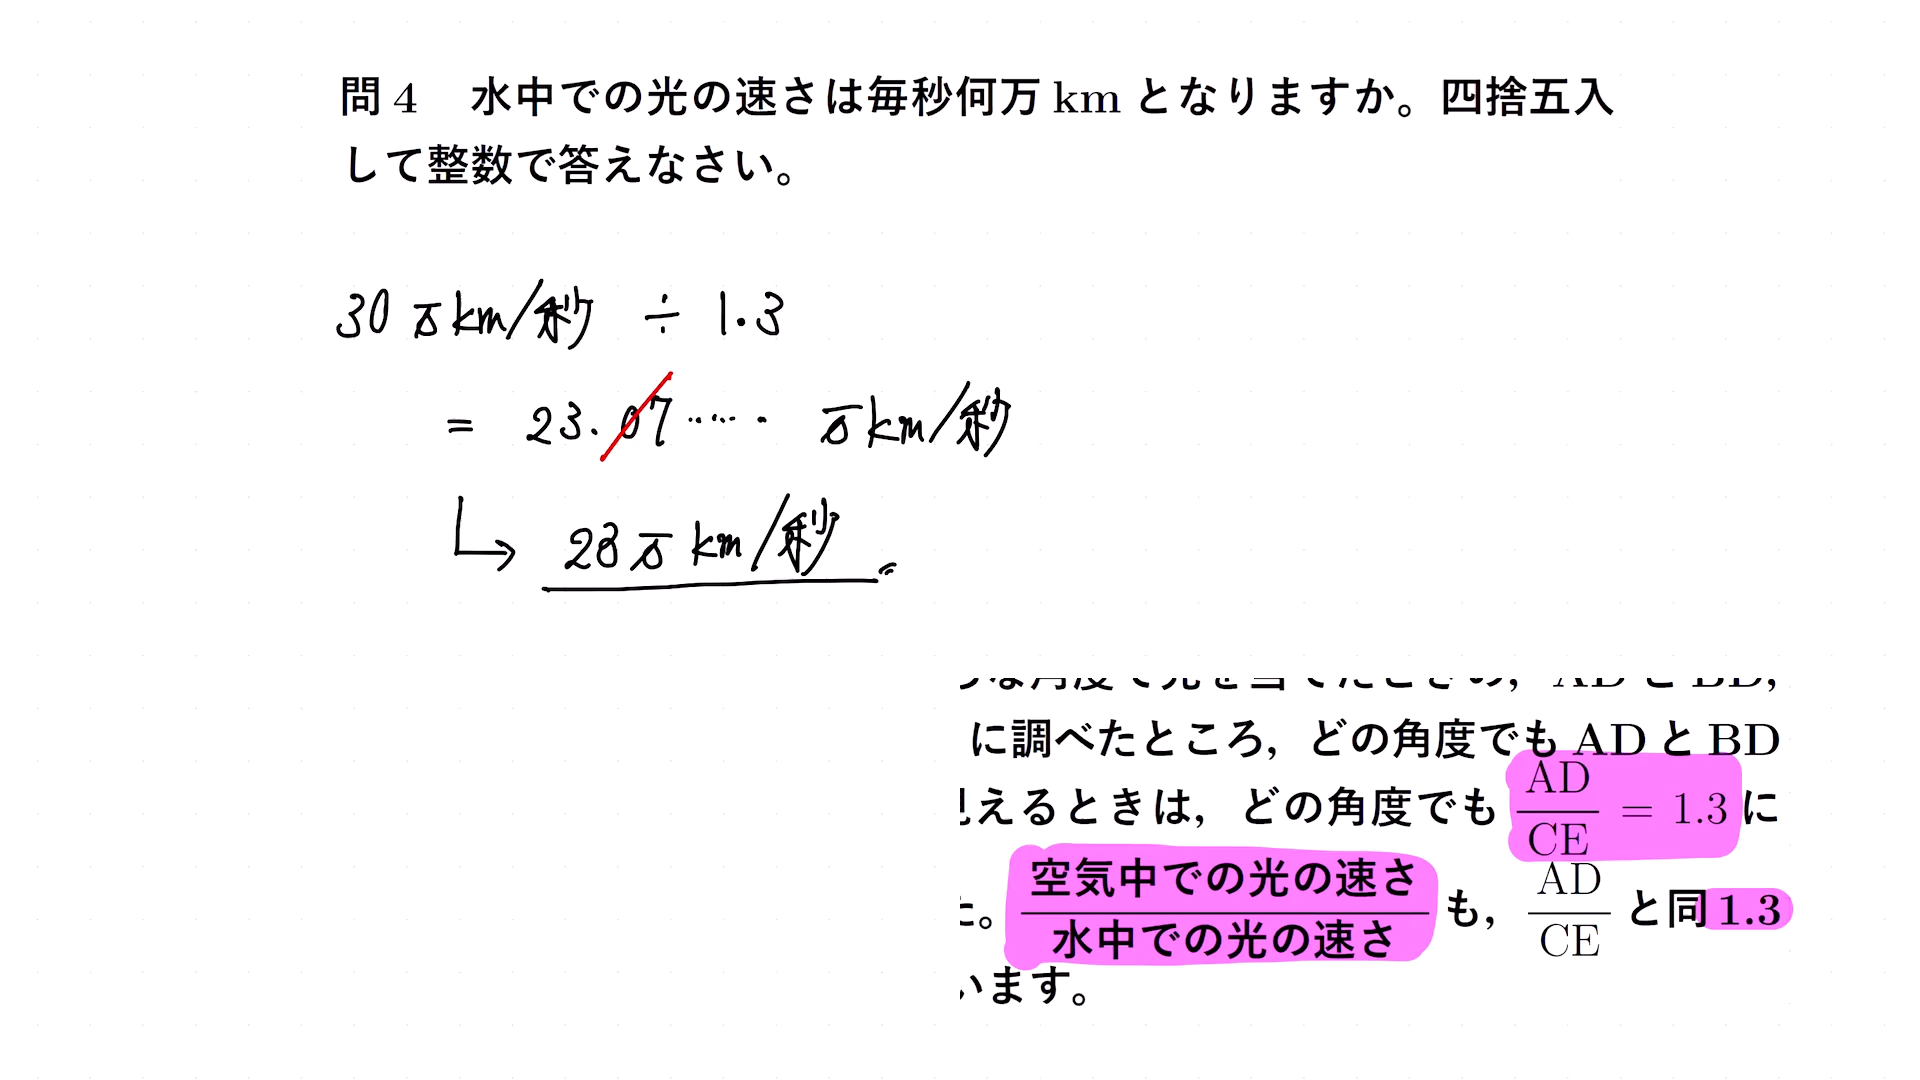 問4 水中での光の速さは毎秒何万kmとなりますか。四捨五入
して整数で答えなさい。
30万km/秒 ÷ 1.3
= 23.07・・・・・・ 万km/秒
23万km/秒
に調べたところ，どの角度でもADとBD
えるときは，どの角度でも AD/CE = 1.3 に
。空気中での光の速さ/水中での光の速さ も，AD/CE と同1.3
います。